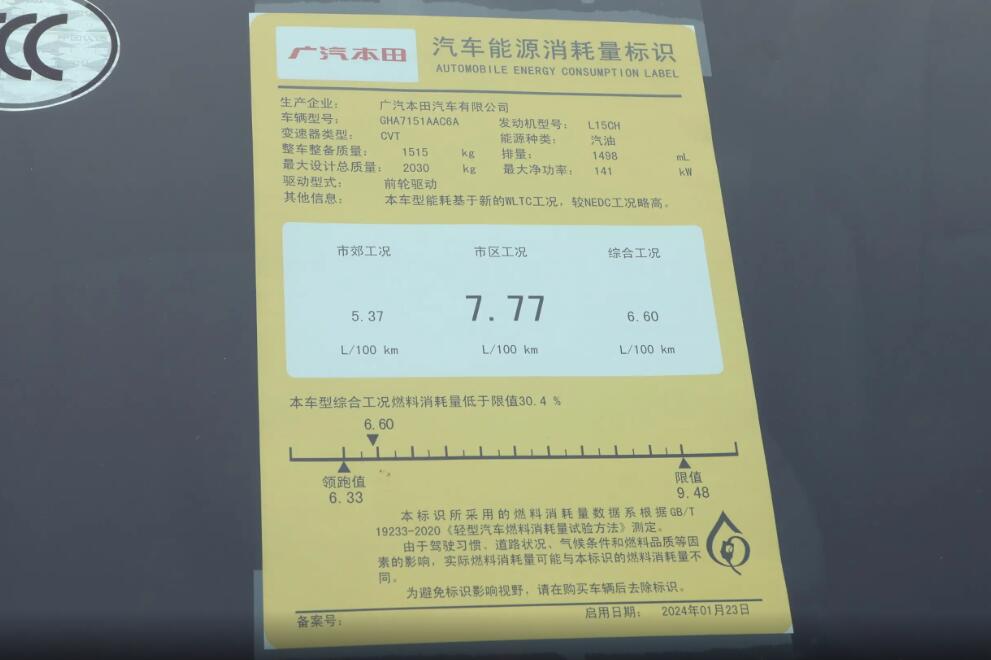 CC
广汽本田
汽车能源消耗量标识
AUTOMOBILE ENERGY CONSUMPTION LABEL
生产企业： 广汽本田汽车有限公司
车辆型号： GHA7151AAC6A 发动机型号： L15CH
变速器类型： CVT 能源种类： 汽油
整车整备质量： 1515 kg 排量： 1498 mL
最大设计总质量： 2030 kg 最大净功率： 141 kW
驱动型式： 前轮驱动
其他信息： 本车型能耗基于新的WLTC工况，较NEDC工况略高。
市郊工况 市区工况 综合工况
5.37 7.77 6.60
L/100 km L/100 km L/100 km
本车型综合工况燃料消耗量低于限值30.4 %
6.60
领跑值 限值
6.33 9.48
本标识所采用的燃料消耗量数据系根据GB/T
19233-2020《轻型汽车燃料消耗量试验方法》测定。
由于驾驶习惯、道路状况、气候条件和燃料品质等因
素的影响，实际燃料消耗量可能与本标识的燃料消耗量不
同。
为避免标识影响视野，请在购买车辆后去除标识。
备案号： 启用日期： 2024年01月23日